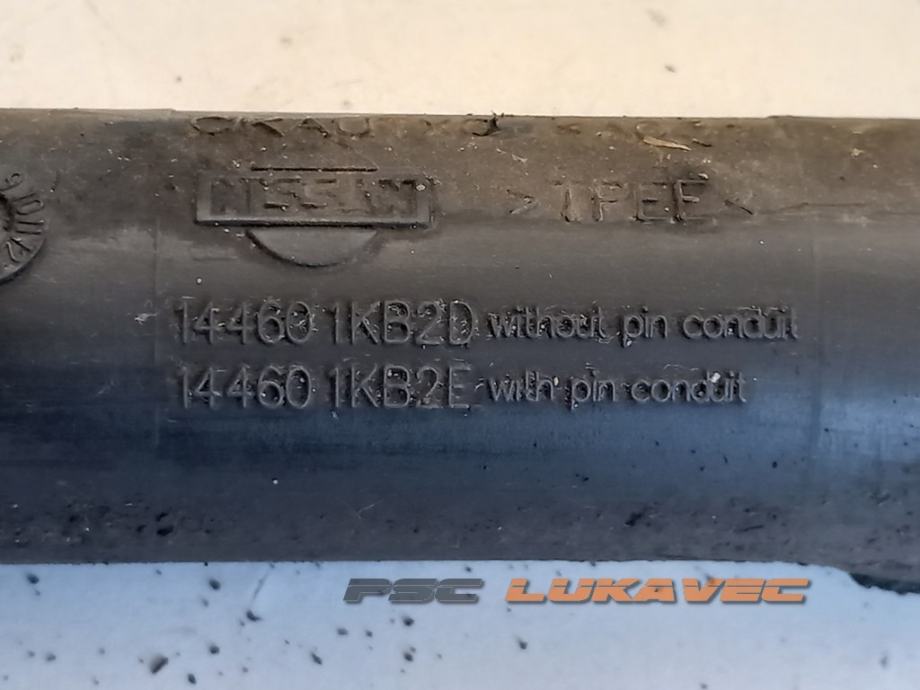 NISSAN
>TPEE<
14460 1KB2D without pin conduit
14460 1KB2E with pin conduit
PSC LUKAVEC